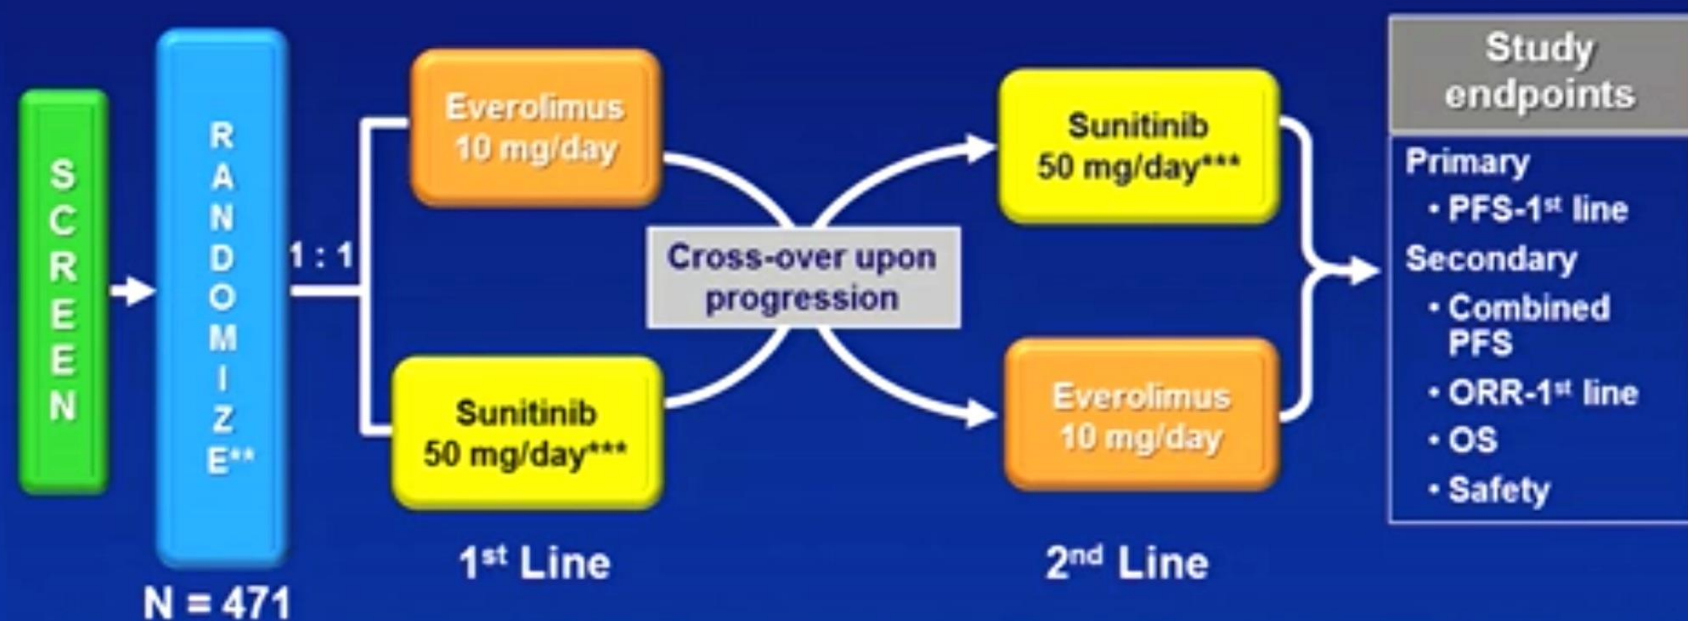 SCREEN
RANDOMIZE**
N = 471
1 : 1
Everolimus
10 mg/day
Sunitinib
50 mg/day***
1st Line
Cross-over upon
progression
Sunitinib
50 mg/day***
Everolimus
10 mg/day
2nd Line
Study
endpoints
Primary
• PFS-1st line
Secondary
• Combined
PFS
• ORR-1st line
• OS
• Safety